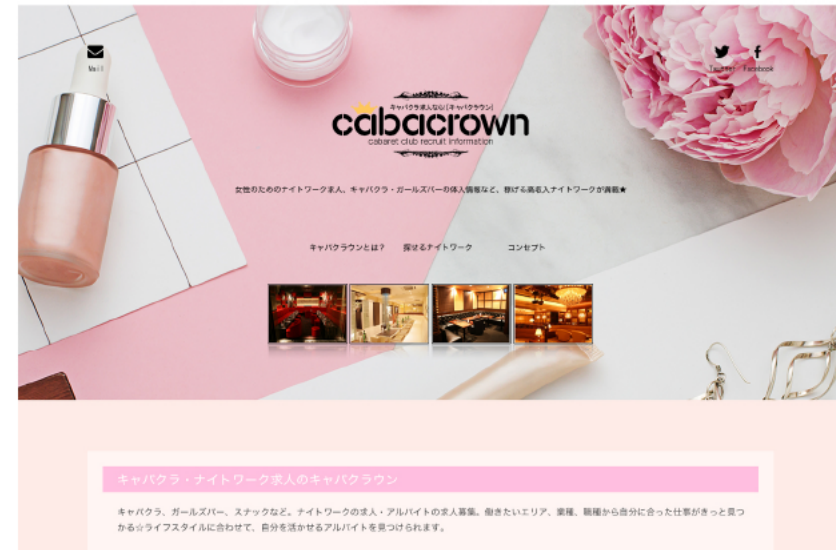 Mail
Twitter Facebook
キャバクラ求人なら[キャバクラウン]
cabacrown
cabaret club recruit information
女性のためのナイトワーク求人。キャバクラ・ガールズバーの体入情報など、稼げる高収入ナイトワークが満載★
キャバクラウンとは? 探せるナイトワーク コンセプト
キャバクラ・ナイトワーク求人のキャバクラウン
キャバクラ、ガールズバー、スナックなど。ナイトワークの求人・アルバイトの求人募集。働きたいエリア、業種、職種から自分に合った仕事がきっと見つ
かる☆ライフスタイルに合わせて、自分を活かせるアルバイトを見つけられます。